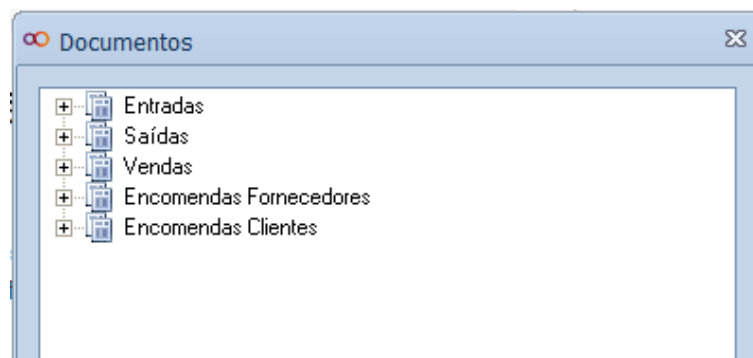 Documentos
Entradas
Saídas
Vendas
Encomendas Fornecedores
Encomendas Clientes